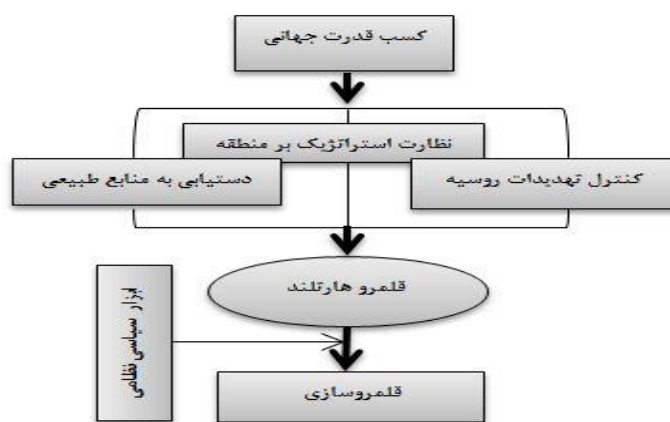 کسب قدرت جهانی
نظارت استراتژیک بر منطقه
کنترل تهدیدات روسیه
دستیابی به منابع طبیعی
قلمرو هارتلند
ابزار سیاسی نظامی
قلمروسازی